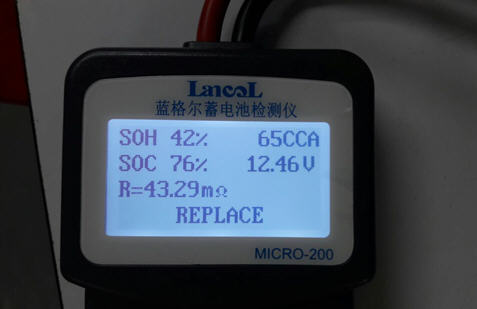 LancoL
蓝格尔蓄电池检测仪
SOH 42% 65CCA
SOC 76% 12.46V
R=43.29mΩ
REPLACE
MICRO-200